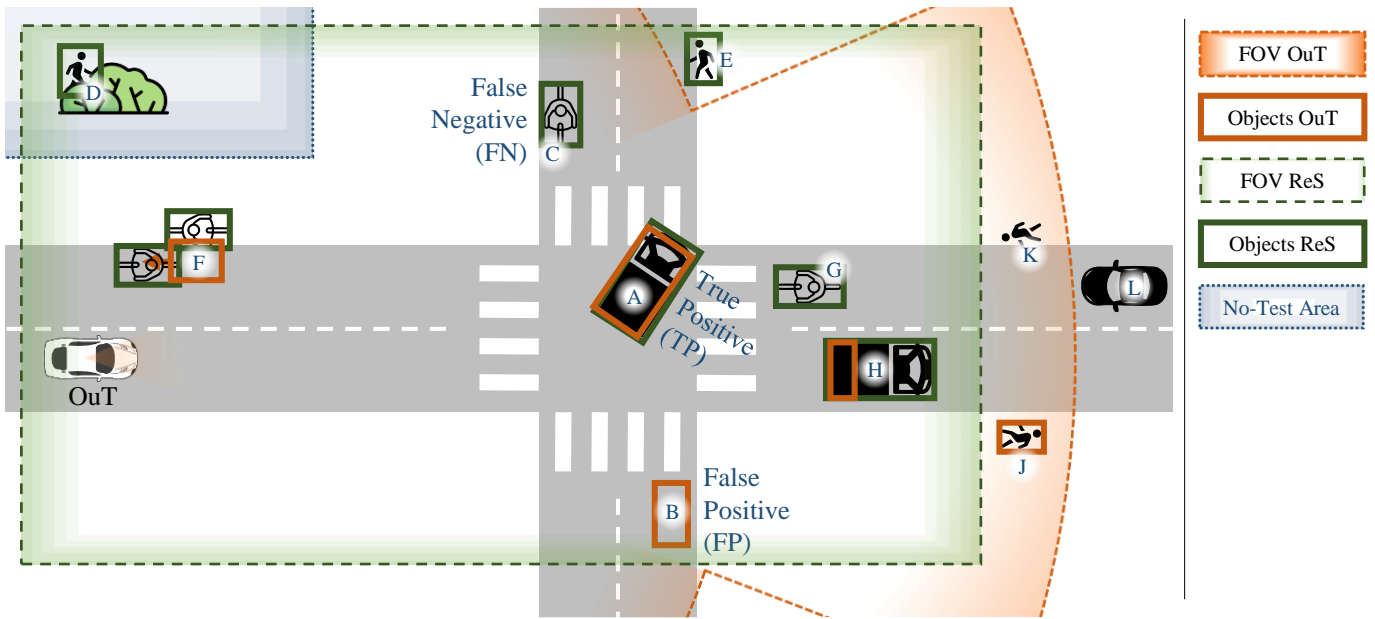 D
False
Negative
(FN)
C
E
F
A
True
Positive
(TP)
G
K
L
OuT
H
J
B
False
Positive
(FP)
FOV OuT
Objects OuT
FOV ReS
Objects ReS
No-Test Area